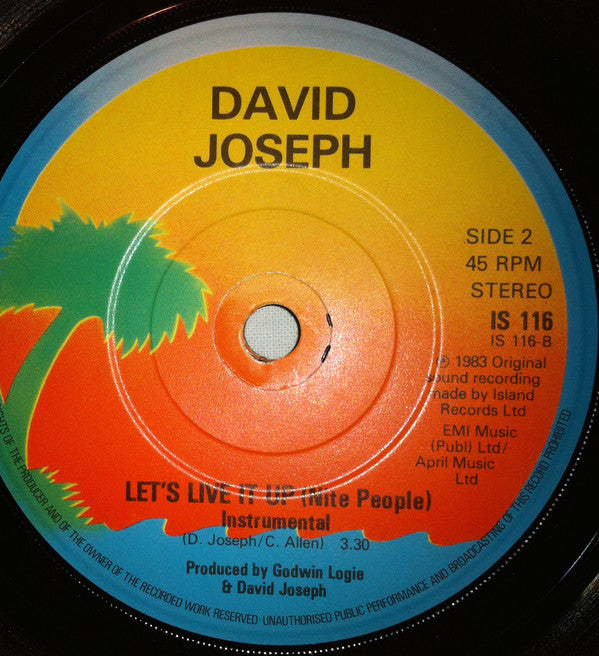 DAVID
JOSEPH
SIDE 2
45 RPM
STEREO
IS 116
IS 116-B
℗ 1983 Original
sound recording
made by Island
Records Ltd
EMI Music
(Publ) Ltd/
April Music
Ltd
LET'S LIVE IT UP (Nite People)
Instrumental
(D. Joseph/C. Allen) 3.30
Produced by Godwin Logie
& David Joseph
OF THE PRODUCER AND OF THE OWNER OF THE RECORDED WORK RESERVED · UNAUTHORISED PUBLIC PERFORMANCE AND BROADCASTING OF THIS RECORD PROHIBITED